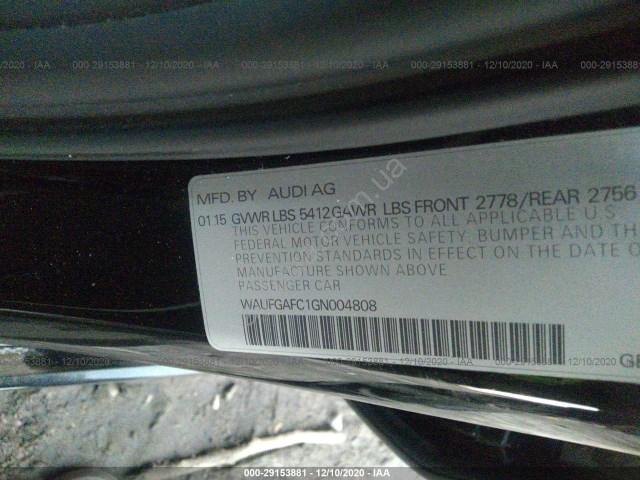 000-29153881 - 12/10/2020 - IAA
MFD. BY AUDI AG
01 15 GVWR LBS 5412 GAWR LBS FRONT 2778/REAR 2756
THIS VEHICLE CONFORMS TO ALL APPLICABLE U.S
FEDERAL MOTOR VEHICLE SAFETY, BUMPER AND
PREVENTION STANDARDS IN EFFECT ON THE DATE
MANUFACTURE SHOWN ABOVE
PASSENGER CAR
WAUFGAFC1GN004808
000-29153881 - 12/10/2020 - IAA
000-29153881 - 12/10/2020 - IAA